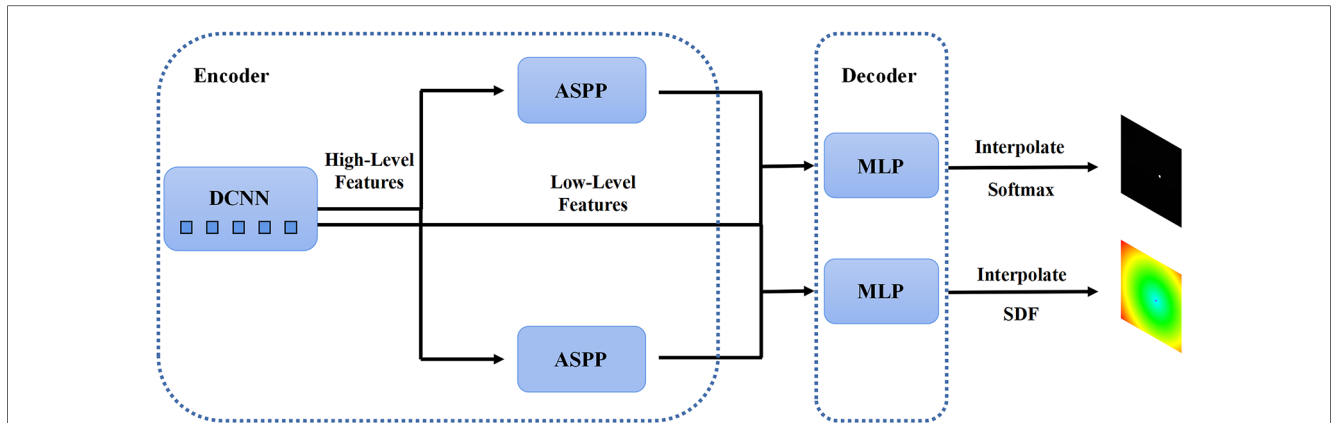 Encoder
ASPP
Decoder
High-Level
Features
DCNN
Low-Level
Features
MLP
Interpolate
Softmax
MLP
Interpolate
SDF
ASPP